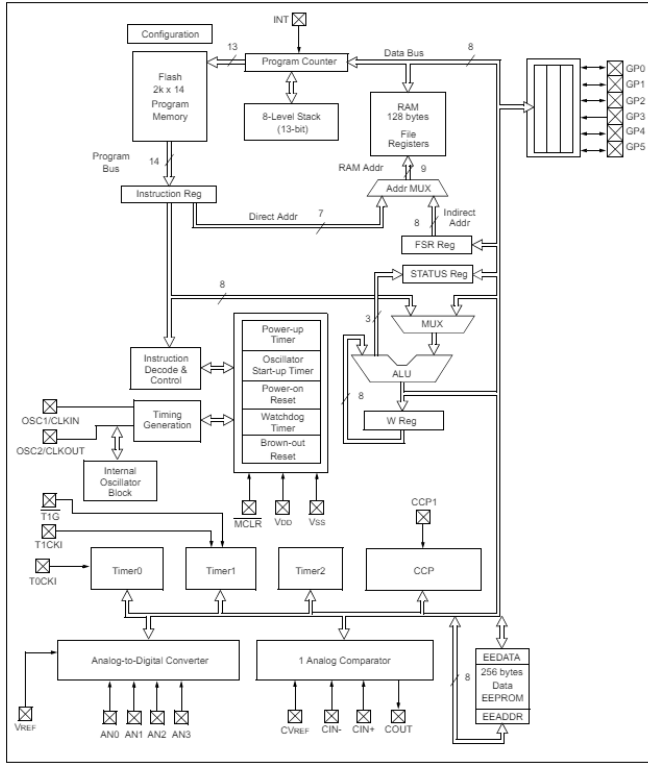 INT
Configuration
13
Data Bus
8
Program Counter
Flash
2k x 14
Program
Memory
8-Level Stack
(13-bit)
RAM
128 bytes
File
Registers
GP0
GP1
GP2
GP3
GP4
GP5
Program
Bus
14
RAM Addr
9
Addr MUX
Instruction Reg
Direct Addr
7
8
Indirect
Addr
FSR Reg
STATUS Reg
8
3
MUX
Power-up
Timer
Instruction
Decode &
Control
Oscillator
Start-up Timer
ALU
Power-on
Reset
8
OSC1/CLKIN
Timing
Generation
Watchdog
Timer
W Reg
OSC2/CLKOUT
Brown-out
Reset
Internal
Oscillator
Block
T1G
MCLR
VDD
VSS
CCP1
T1CKI
T0CKI
Timer0
Timer1
Timer2
CCP
Analog-to-Digital Converter
1 Analog Comparator
8
EEDATA
256 bytes
Data
EEPROM
EEADDR
VREF
AN0
AN1
AN2
AN3
CVREF
CIN-
CIN+
COUT